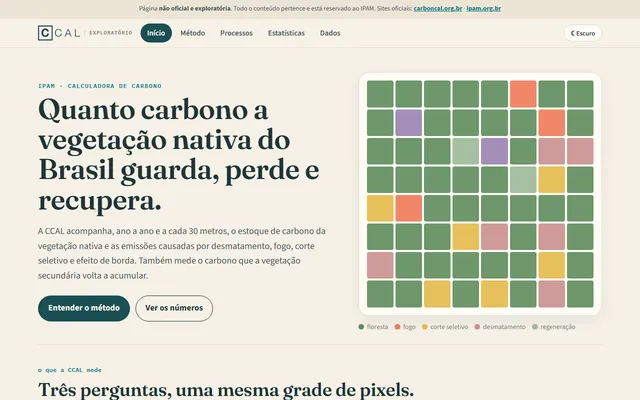 Página não oficial e exploratória. Todo o conteúdo pertence e está reservado ao IPAM. Sites oficiais: carboncal.org.br · ipam.org.br
CCAL EXPLORATÓRIO Início Método Processos Estatísticas Dados Escuro
IPAM · CALCULADORA DE CARBONO
Quanto carbono a
vegetação nativa do
Brasil guarda, perde e
recupera.
A CCAL acompanha, ano a ano e a cada 30 metros, o estoque de carbono da
vegetação nativa e as emissões causadas por desmatamento, fogo, corte
seletivo e efeito de borda. Também mede o carbono que a vegetação
secundária volta a acumular.
Entender o método Ver os números
floresta fogo corte seletivo desmatamento regeneração
o que a CCAL mede
Três perguntas, uma mesma grade de pixels.